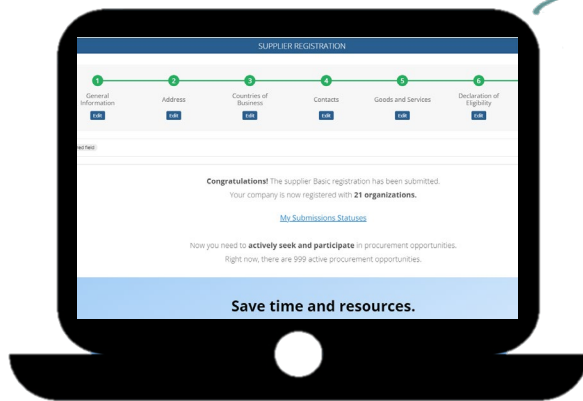 SUPPLIER REGISTRATION
1 2 3 4 5 6
General Information
Address
Countries of Business
Contacts
Goods and Services
Declaration of Eligibility
Edit Edit Edit Edit Edit Edit
red field
Congratulations! The supplier Basic registration has been submitted.
Your company is now registered with 21 organizations.
My Submissions Statuses
Now you need to actively seek and participate in procurement opportunities.
Right now, there are 999 active procurement opportunities.
Save time and resources.